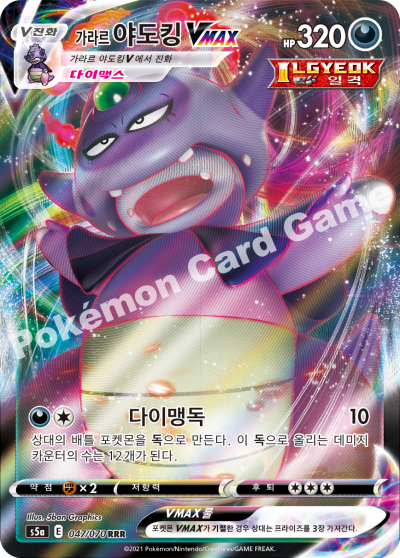 V진화
가라르 야도킹 VMAX
HP 320
가라르 야도킹V에서 진화
다이맥스
ILGYEOK
일격
Pokémon Card Game
다이맹독 10
상대의 배틀 포켓몬을 독으로 만든다. 이 독으로 올리는 데미지
카운터의 수는 12개가 된다.
약점 ×2 저항력 후퇴
VMAX 룰
포켓몬 VMAX가 기절한 경우 상대는 프라이즈를 3장 가져간다.
Illus. 5ban Graphics
s5a E 047/070 RRR
©2021 Pokémon/Nintendo/Creatures/GAME FREAK.